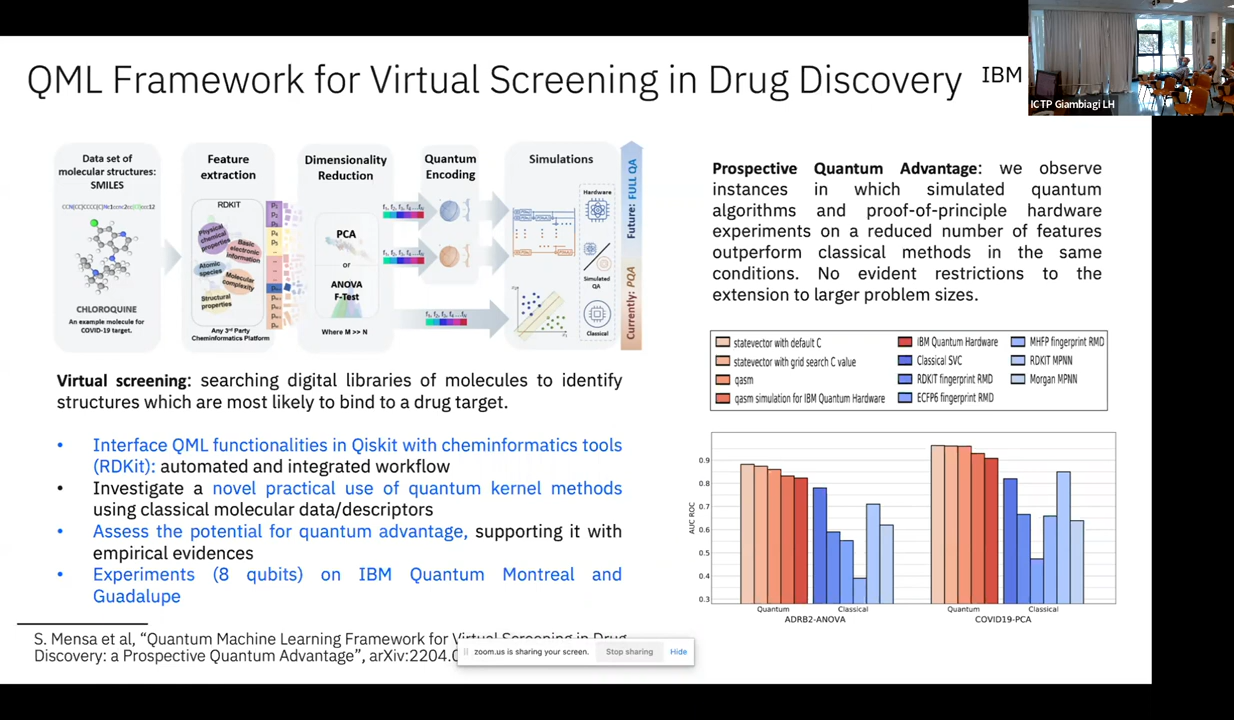 QML Framework for Virtual Screening in Drug Discovery
IBM
ICTP Giambiagi LH
Data set of
molecular structures:
SMILES
CHLOROQUINE
An example molecule for
COVID-19 target.
Feature
extraction
RDKIT
Physical
chemical
properties
Basic
electronic
information
Atomic
species
Molecular
complexity
Structural
properties
Any 3rd Party
Cheminformatics Platform
Dimensionality
Reduction
PCA
or
ANOVA
F-Test
Where M >> N
Quantum
Encoding
Simulations
Hardware
Simulated
QA
Classical
Future: FULL QA
Currently: PQA
Virtual screening: searching digital libraries of molecules to identify
structures which are most likely to bind to a drug target.
• Interface QML functionalities in Qiskit with cheminformatics tools
(RDKit): automated and integrated workflow
• Investigate a novel practical use of quantum kernel methods
using classical molecular data/descriptors
• Assess the potential for quantum advantage, supporting it with
empirical evidences
• Experiments (8 qubits) on IBM Quantum Montreal and
Guadalupe
S. Mensa et al, “Quantum Machine Learning Framework for Virtual Screening in Drug
Discovery: a Prospective Quantum Advantage”, arXiv:2204.
zoom.us is sharing your screen.
Stop sharing
Hide
Prospective Quantum Advantage: we observe
instances in which simulated quantum
algorithms and proof-of-principle hardware
experiments on a reduced number of features
outperform classical methods in the same
conditions. No evident restrictions to the
extension to larger problem sizes.
statevector with default C
statevector with grid search C value
qasm
qasm simulation for IBM Quantum Hardware
IBM Quantum Hardware
Classical SVC
RDKIT fingerprint RMD
ECFP6 fingerprint RMD
MHFP fingerprint RMD
RDKIT MPNN
Morgan MPNN
AUC ROC
0.9
0.8
0.7
0.6
0.5
0.4
0.3
Quantum
Classical
Quantum
Classical
ADRB2-ANOVA
COVID19-PCA